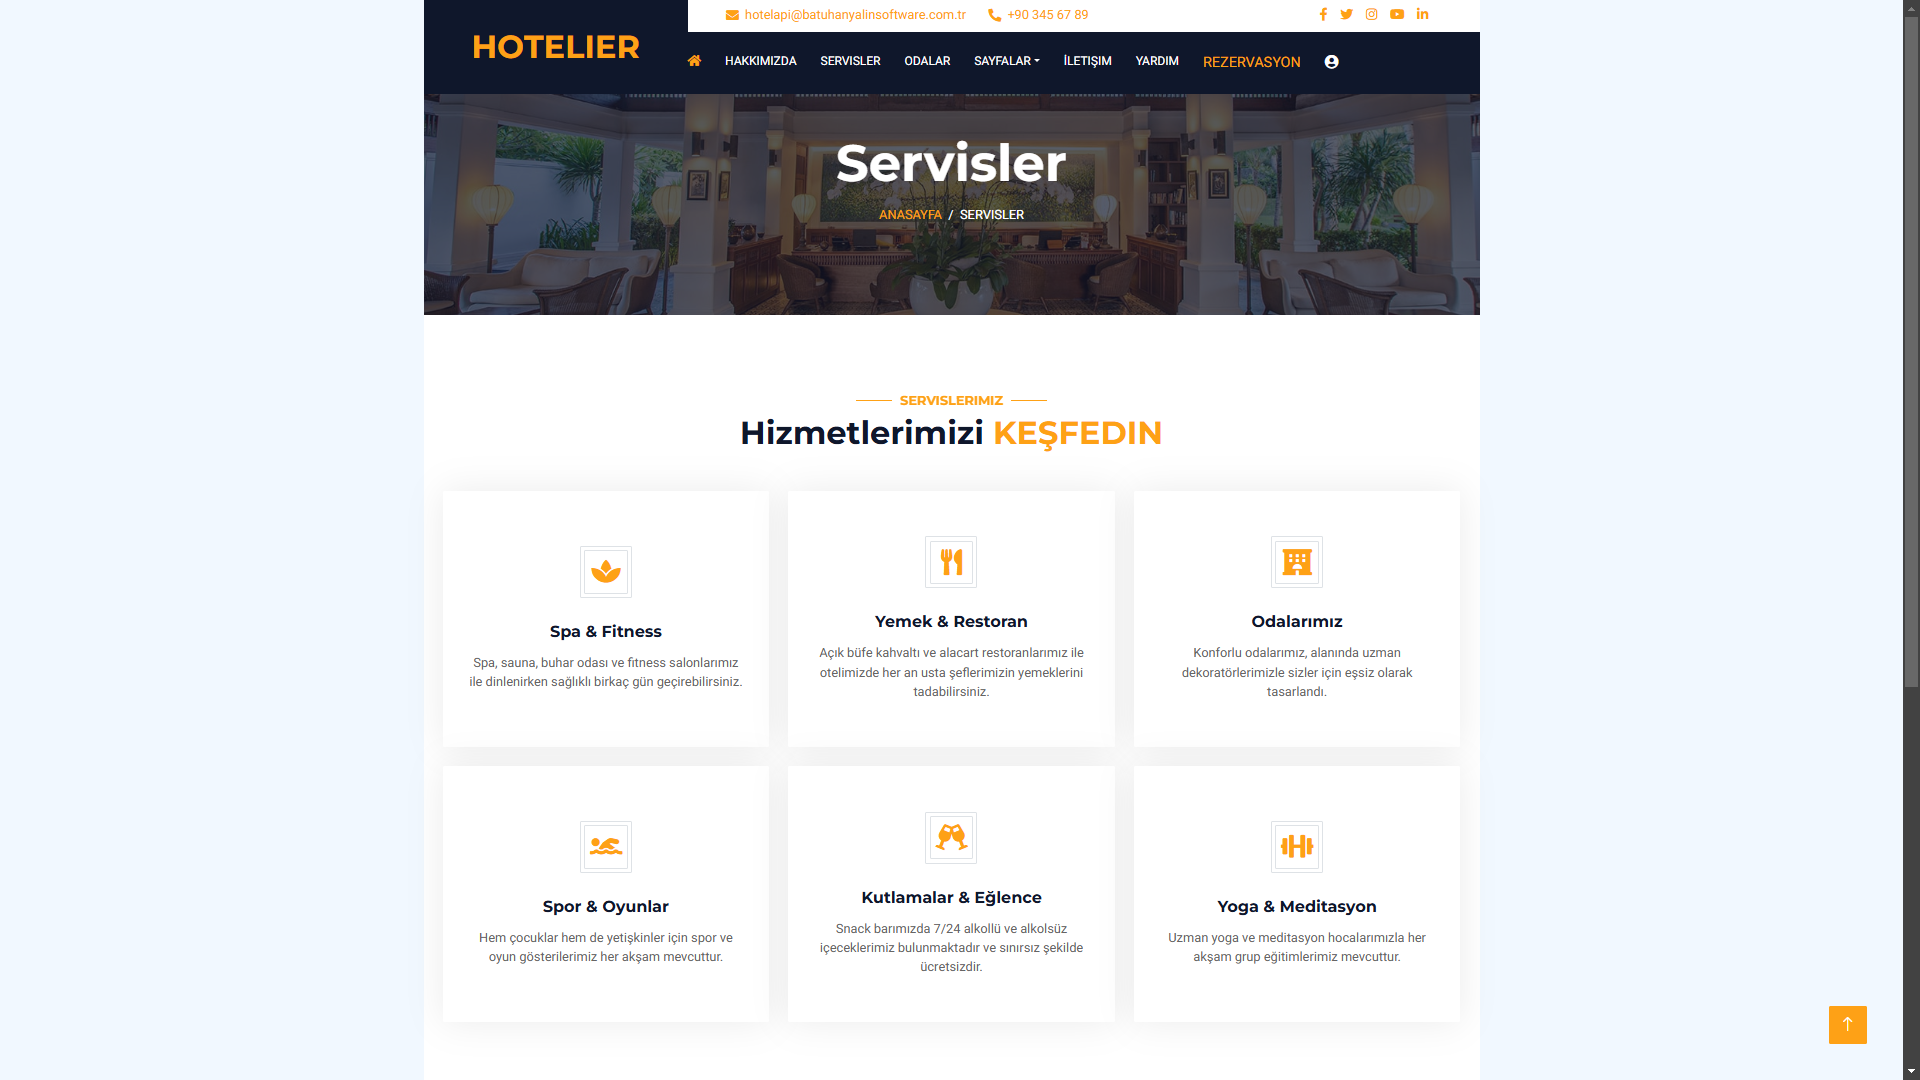 hotelapi@batuhanyalinsoftware.com.tr +90 345 67 89
HOTELIER
HAKKIMIZDA SERVISLER ODALAR SAYFALAR İLETIŞIM YARDIM REZERVASYON
Servisler
ANASAYFA / SERVISLER
SERVISLERIMIZ
Hizmetlerimizi KEŞFEDIN
Spa & Fitness
Spa, sauna, buhar odası ve fitness salonlarımız
ile dinlenirken sağlıklı birkaç gün geçirebilirsiniz.
Yemek & Restoran
Açık büfe kahvaltı ve alacart restoranlarımız ile
otelimizde her an usta şeflerimizin yemeklerini
tadabilirsiniz.
Odalarımız
Konforlu odalarımız, alanında uzman
dekoratörlerimizle sizler için eşsiz olarak
tasarlandı.
Spor & Oyunlar
Hem çocuklar hem de yetişkinler için spor ve
oyun gösterilerimiz her akşam mevcuttur.
Kutlamalar & Eğlence
Snack barımızda 7/24 alkollü ve alkolsüz
içeceklerimiz bulunmaktadır ve sınırsız şekilde
ücretsizdir.
Yoga & Meditasyon
Uzman yoga ve meditasyon hocalarımızla her
akşam grup eğitimlerimiz mevcuttur.